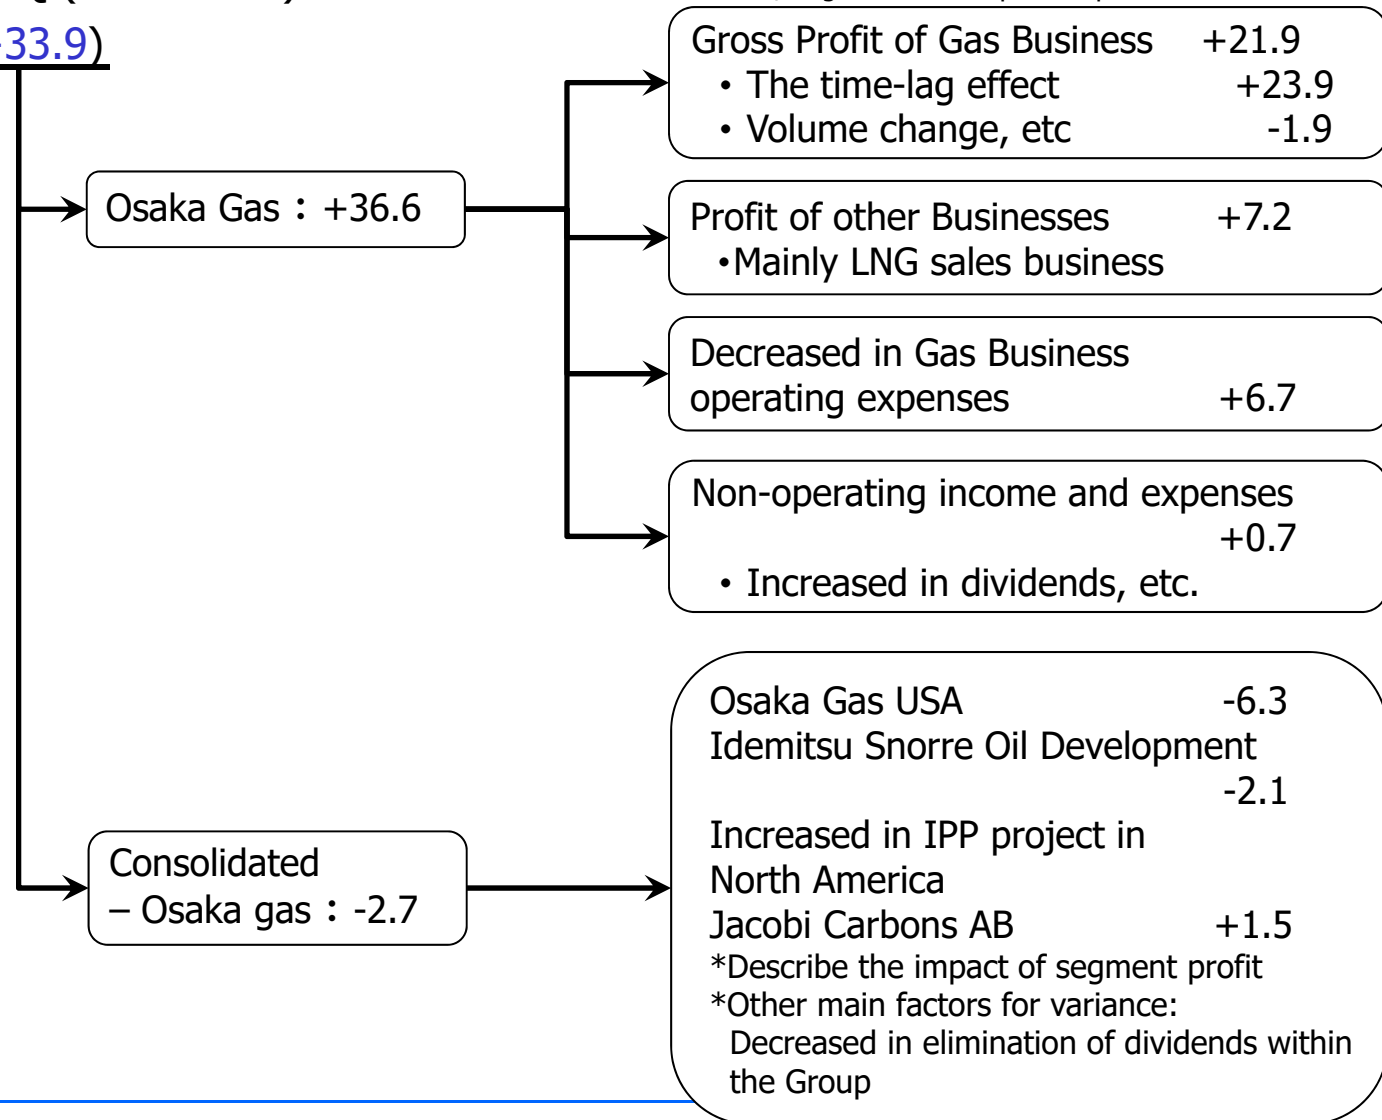 33.9)
Gross Profit of Gas Business +21.9
• The time-lag effect +23.9
• Volume change, etc -1.9
Osaka Gas : +36.6
Profit of other Businesses +7.2
•Mainly LNG sales business
Decreased in Gas Business
operating expenses +6.7
Non-operating income and expenses
+0.7
• Increased in dividends, etc.
Consolidated
– Osaka gas : -2.7
Osaka Gas USA -6.3
Idemitsu Snorre Oil Development
-2.1
Increased in IPP project in
North America
Jacobi Carbons AB +1.5
*Describe the impact of segment profit
*Other main factors for variance:
Decreased in elimination of dividends within
the Group